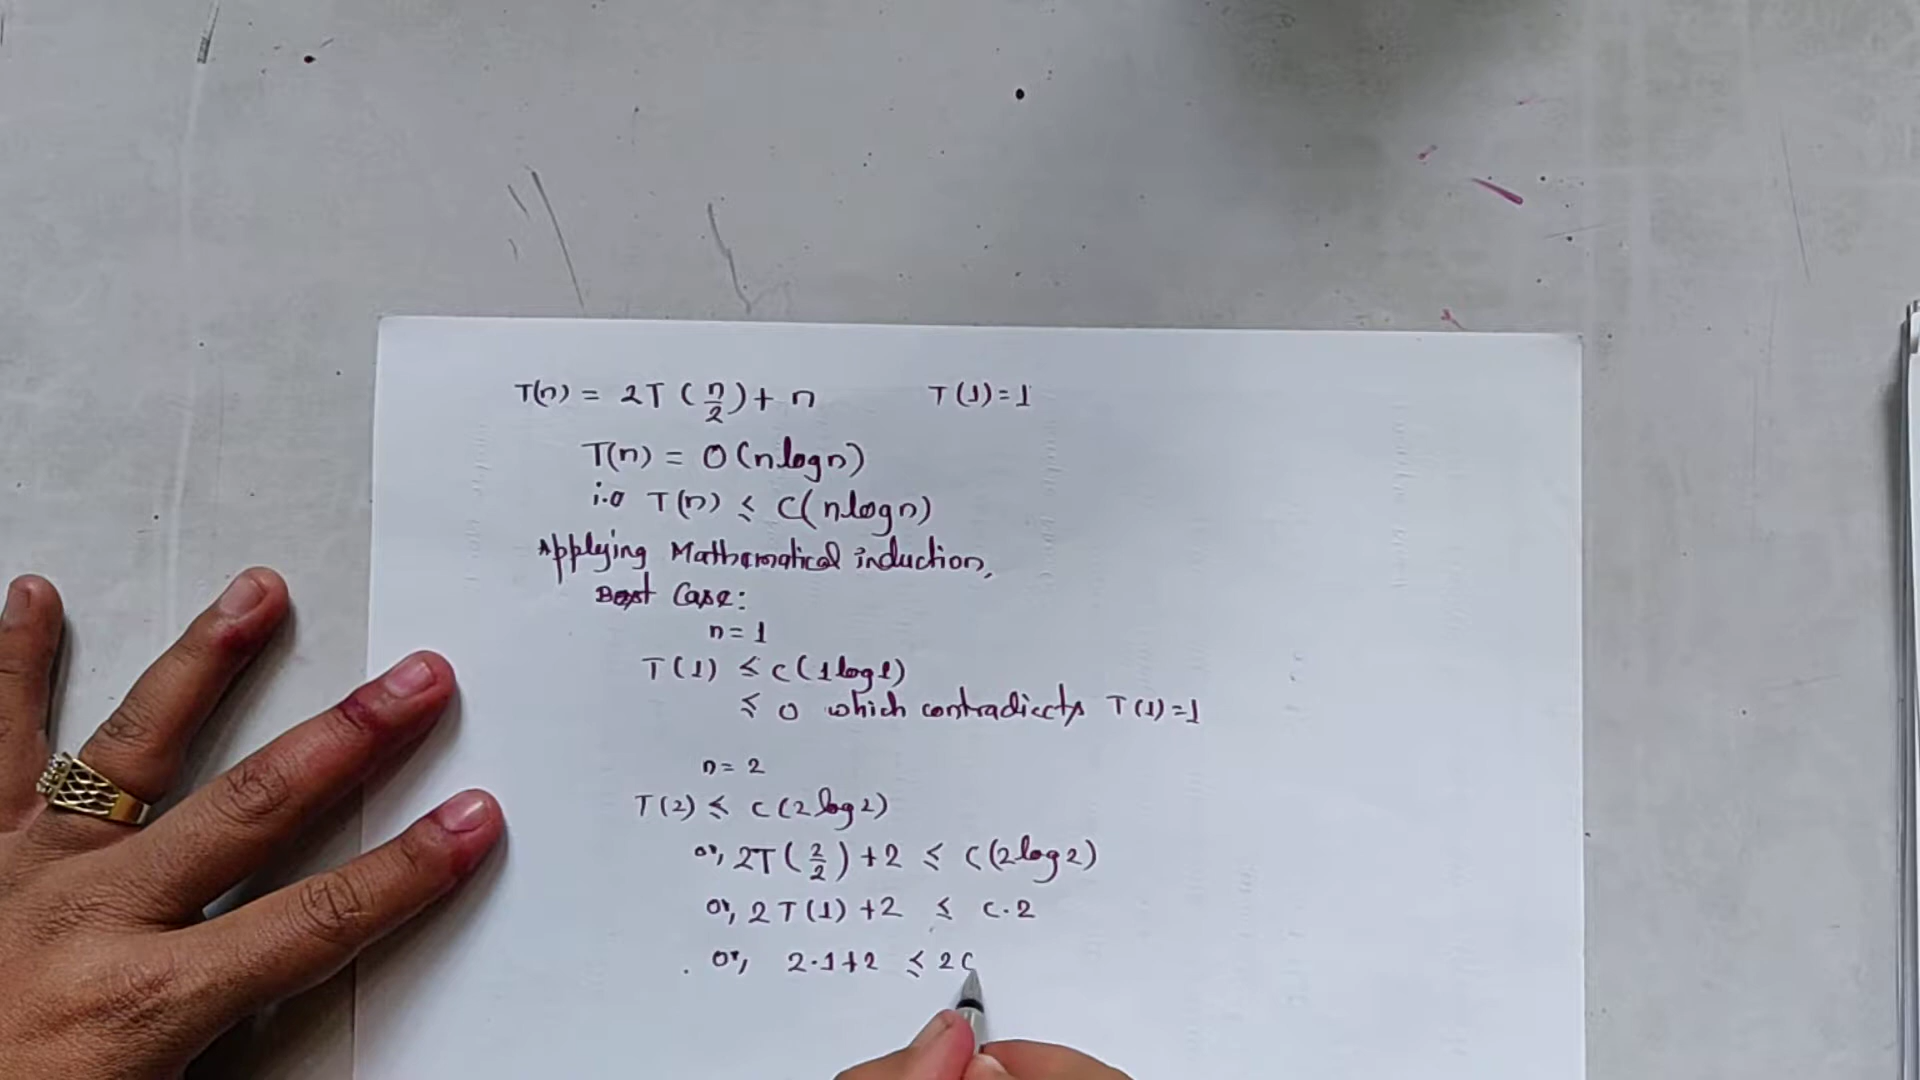 T(n) = 2T(n/2) + n T(1) = 1
T(n) = O(nlogn)
i.e T(n) ≤ C(nlogn)
Applying Mathematical induction,
Best Case:
n = 1
T(1) ≤ c(1log1)
≤ 0 which contradicts T(1) = 1
n = 2
T(2) ≤ c(2log2)
or, 2T(2/2) + 2 ≤ C(2log2)
or, 2T(1) + 2 ≤ C.2
or, 2.1+2 ≤ 2C